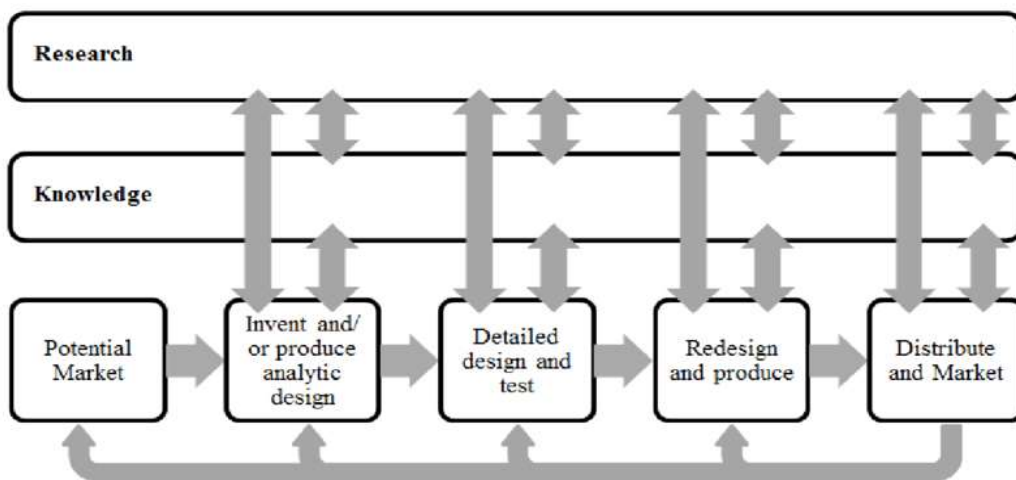 Research
Knowledge
Potential
Market
Invent and/
or produce
analytic
design
Detailed
design and
test
Redesign
and produce
Distribute
and Market